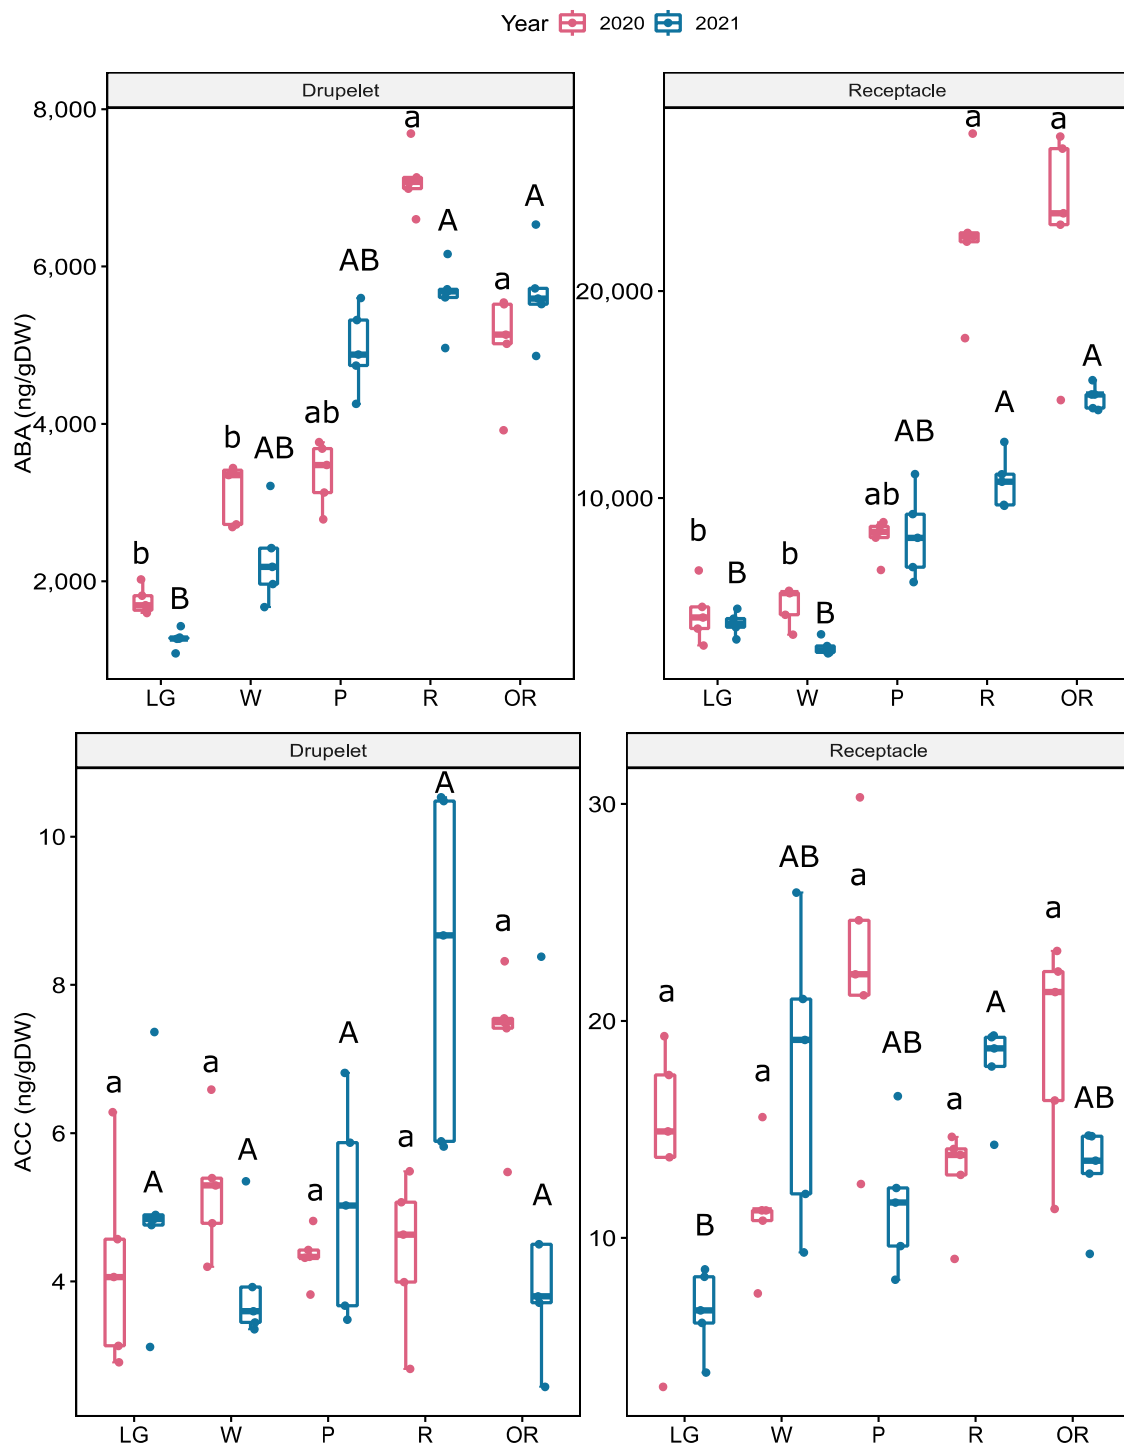 Year 2020 2021
Drupelet Receptacle
ABA (ng/gDW)
8,000
6,000
4,000
2,000
b b ab a a
B AB AB A A
LG W P R OR
20,000
10,000
b b ab a a
B B AB A A
LG W P R OR
Drupelet Receptacle
ACC (ng/gDW)
10
8
6
4
a a a a a
A A A A A
LG W P R OR
30
20
10
a a a a a
B AB AB A AB
LG W P R OR